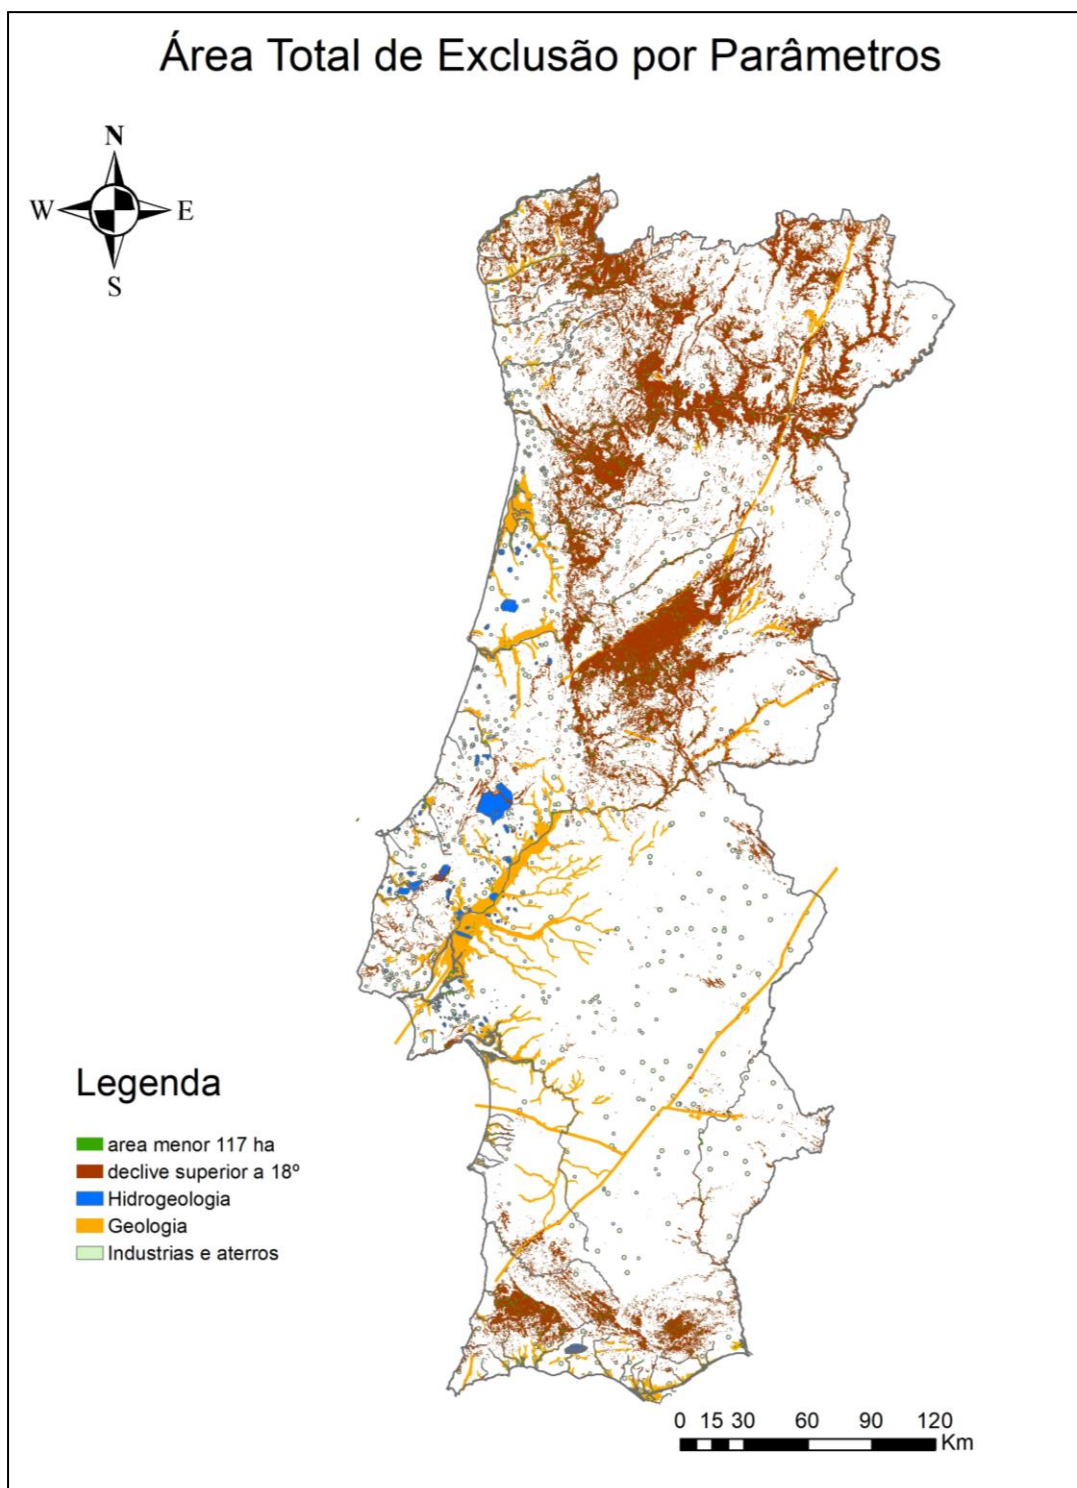 Área Total de Exclusão por Parâmetros
N
W E
S
Legenda
area menor 117 ha
declive superior a 18º
Hidrogeologia
Geologia
Industrias e aterros
0 15 30 60 90 120
Km